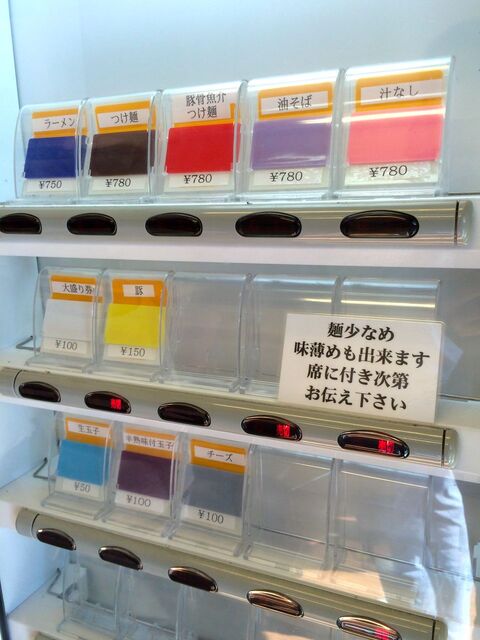 ラーメン
¥750
つけ麺
¥780
豚骨魚介
つけ麺
¥780
油そば
¥780
汁なし
¥780
大盛り券
¥100
豚
¥150
麺少なめ
味薄めも出来ます
席に付き次第
お伝え下さい
生玉子
¥50
半熟味付玉子
¥100
チーズ
¥100